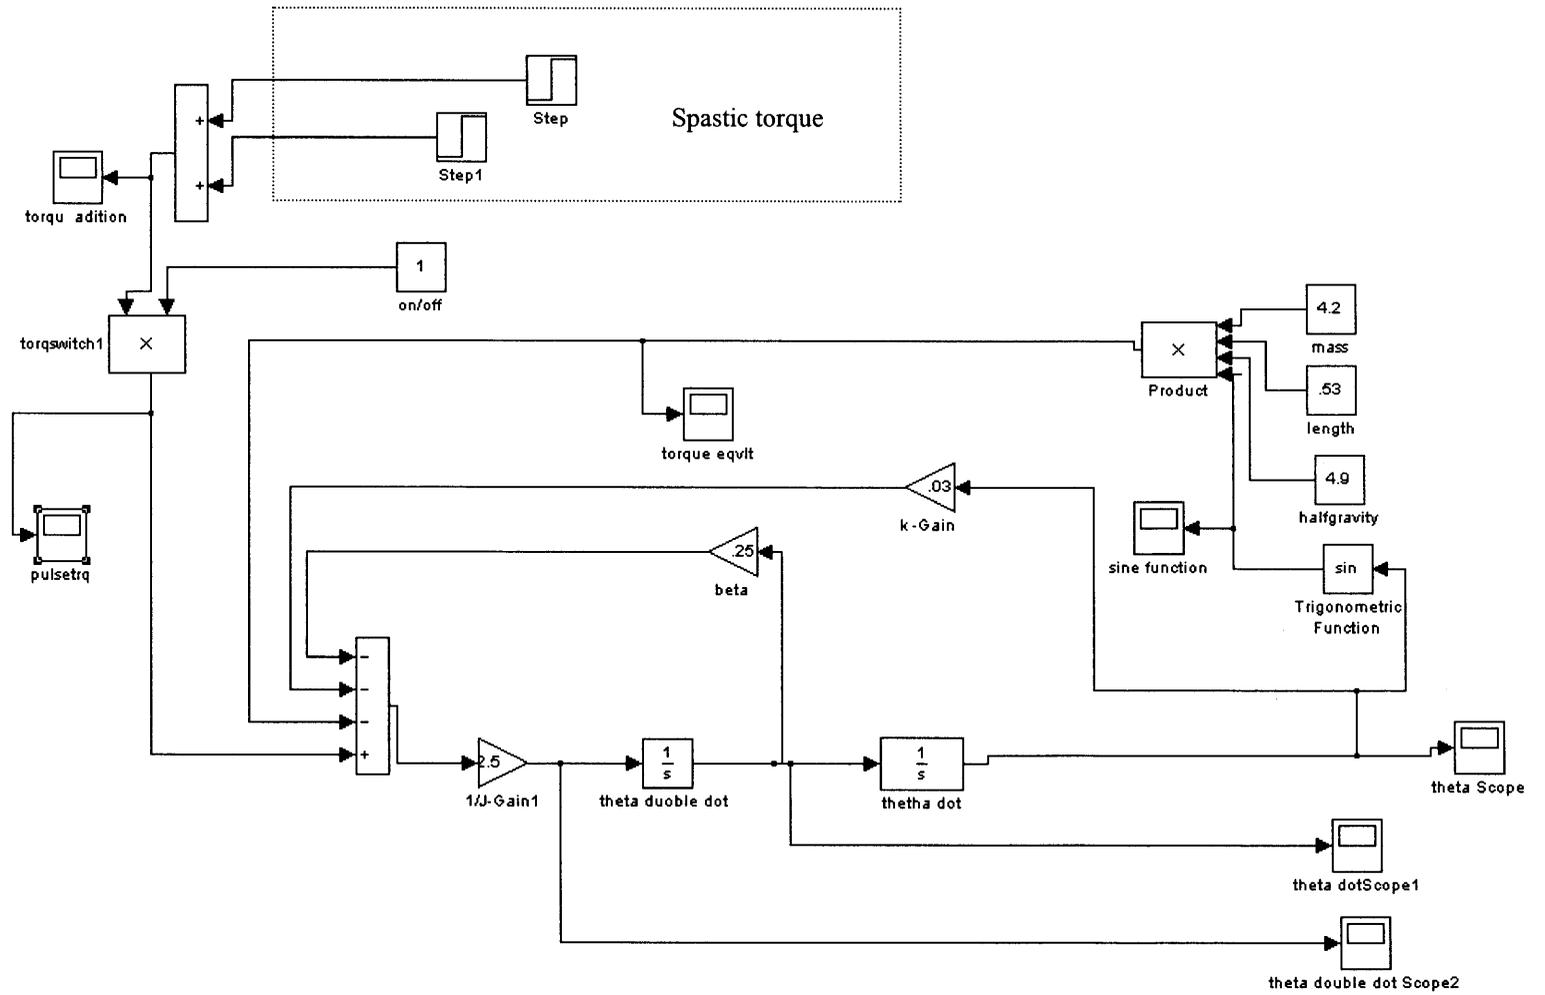 Step
Spastic torque
+
Step1
+
torqu adition
1
on/off
torqswitch1
×
4.2
mass
×
Product
.53
length
torque eqvlt
.03
k-Gain
4.9
halfgravity
pulsetrq
.25
beta
sine function
sin
Trigonometric
Function
−
−
−
+
2.5
1/J-Gain1
1
s
theta duoble dot
1
s
thetha dot
theta Scope
theta dotScope1
theta double dot Scope2